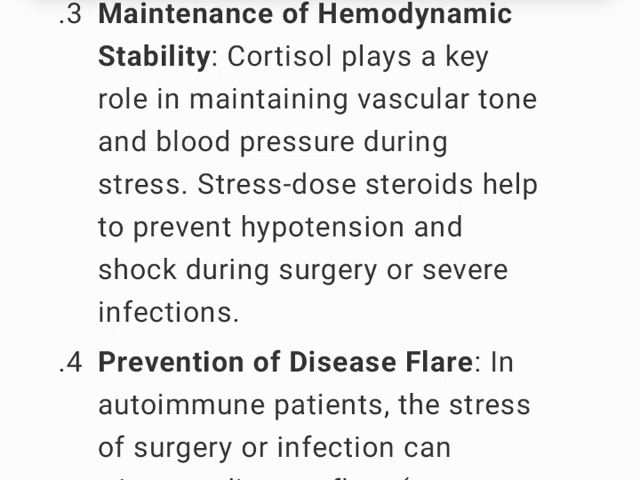 .3 Maintenance of Hemodynamic
Stability: Cortisol plays a key
role in maintaining vascular tone
and blood pressure during
stress. Stress-dose steroids help
to prevent hypotension and
shock during surgery or severe
infections.
.4 Prevention of Disease Flare: In
autoimmune patients, the stress
of surgery or infection can